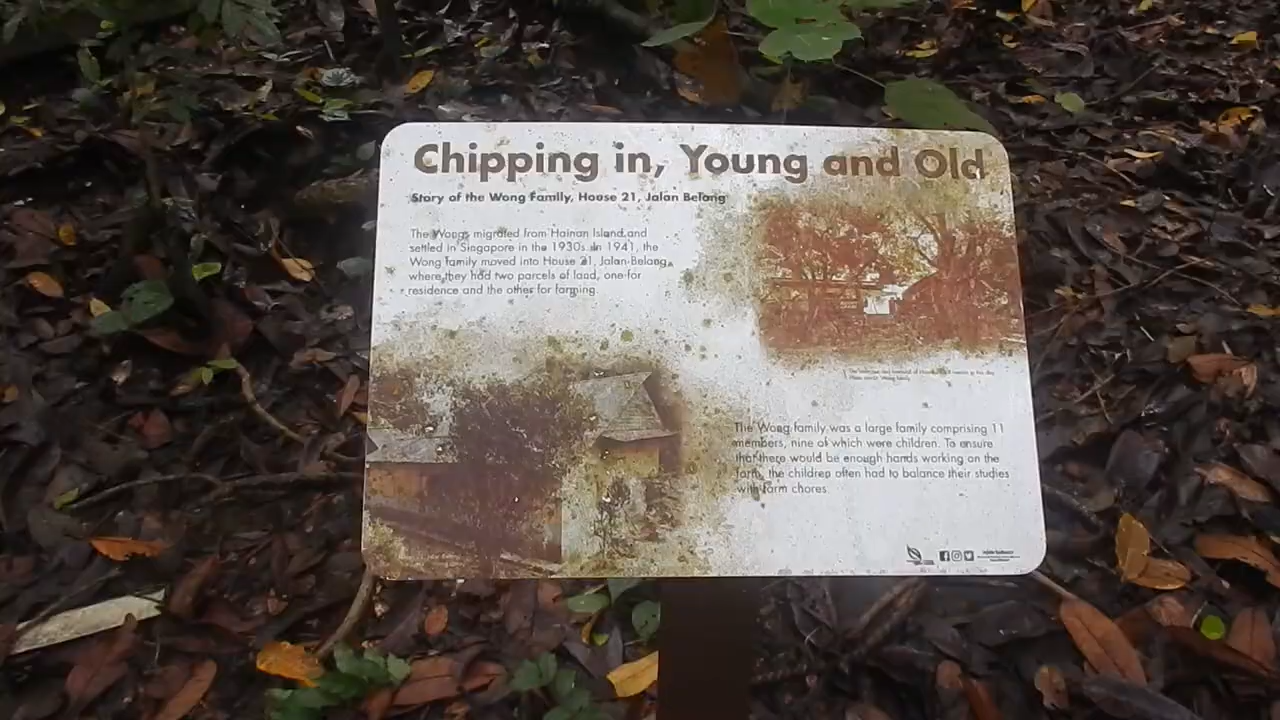 Chipping in, Young and Old
Story of the Wong Family, House 21, Jalan Belang
The Wongs migrated from Hainan Island and
settled in Singapore in the 1930s. In 1941, the
Wong family moved into House 21, Jalan Belang,
where they had two parcels of land, one for
residence and the other for farming.
The Wong family was a large family comprising 11
members, nine of which were children. To ensure
that there would be enough hands working on the
farm, the children often had to balance their studies
with farm chores.